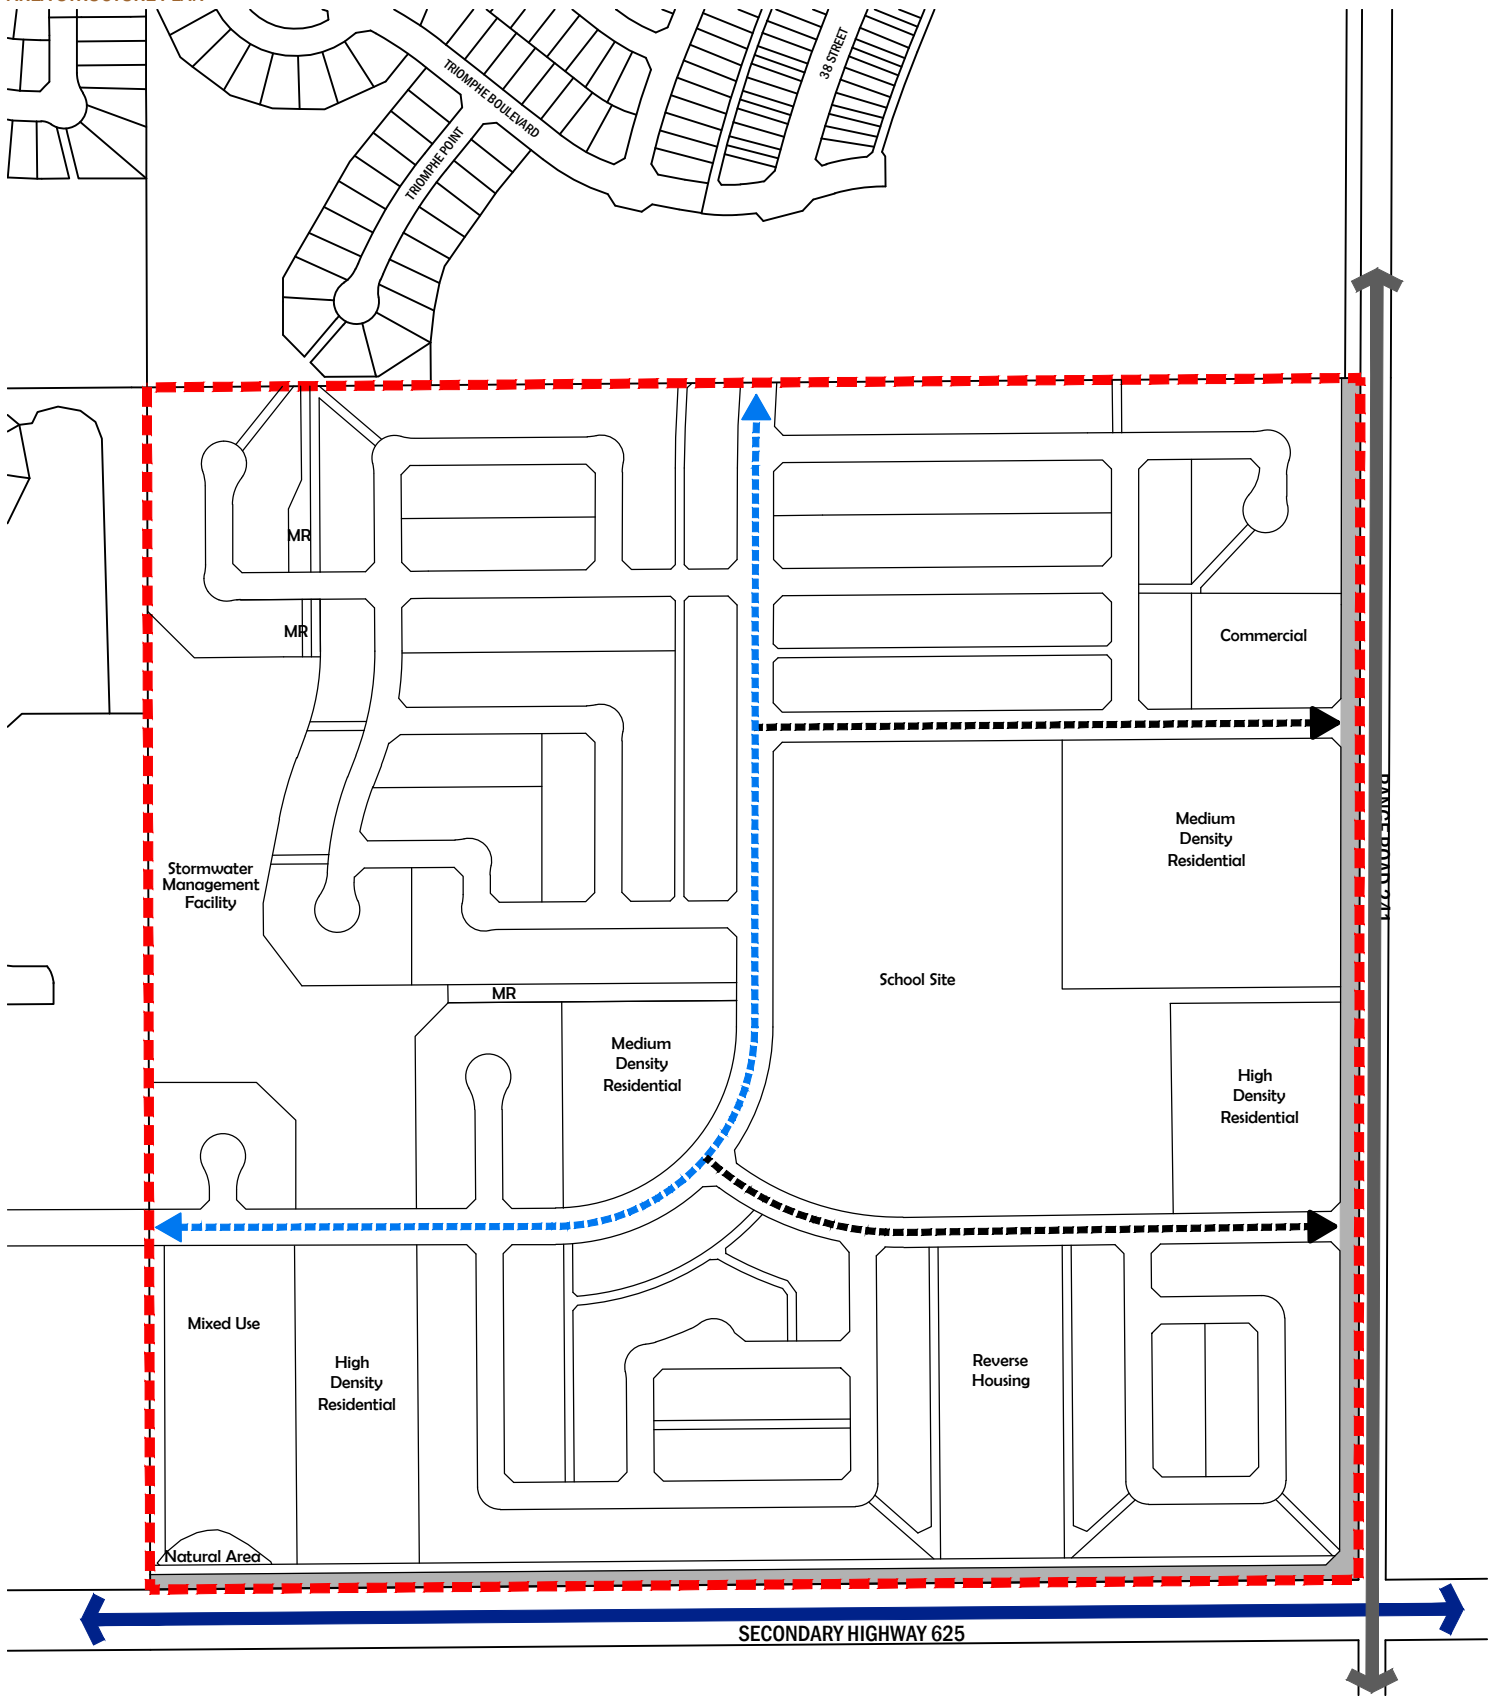 38 STREET
TRIOMPHE BOULEVARD
TRIOMPHE POINT
MR
MR
Commercial
Medium
Density
Residential
Stormwater
Management
Facility
School Site
MR
Medium
Density
Residential
High
Density
Residential
Mixed Use
High
Density
Residential
Reverse
Housing
Natural Area
SECONDARY HIGHWAY 625